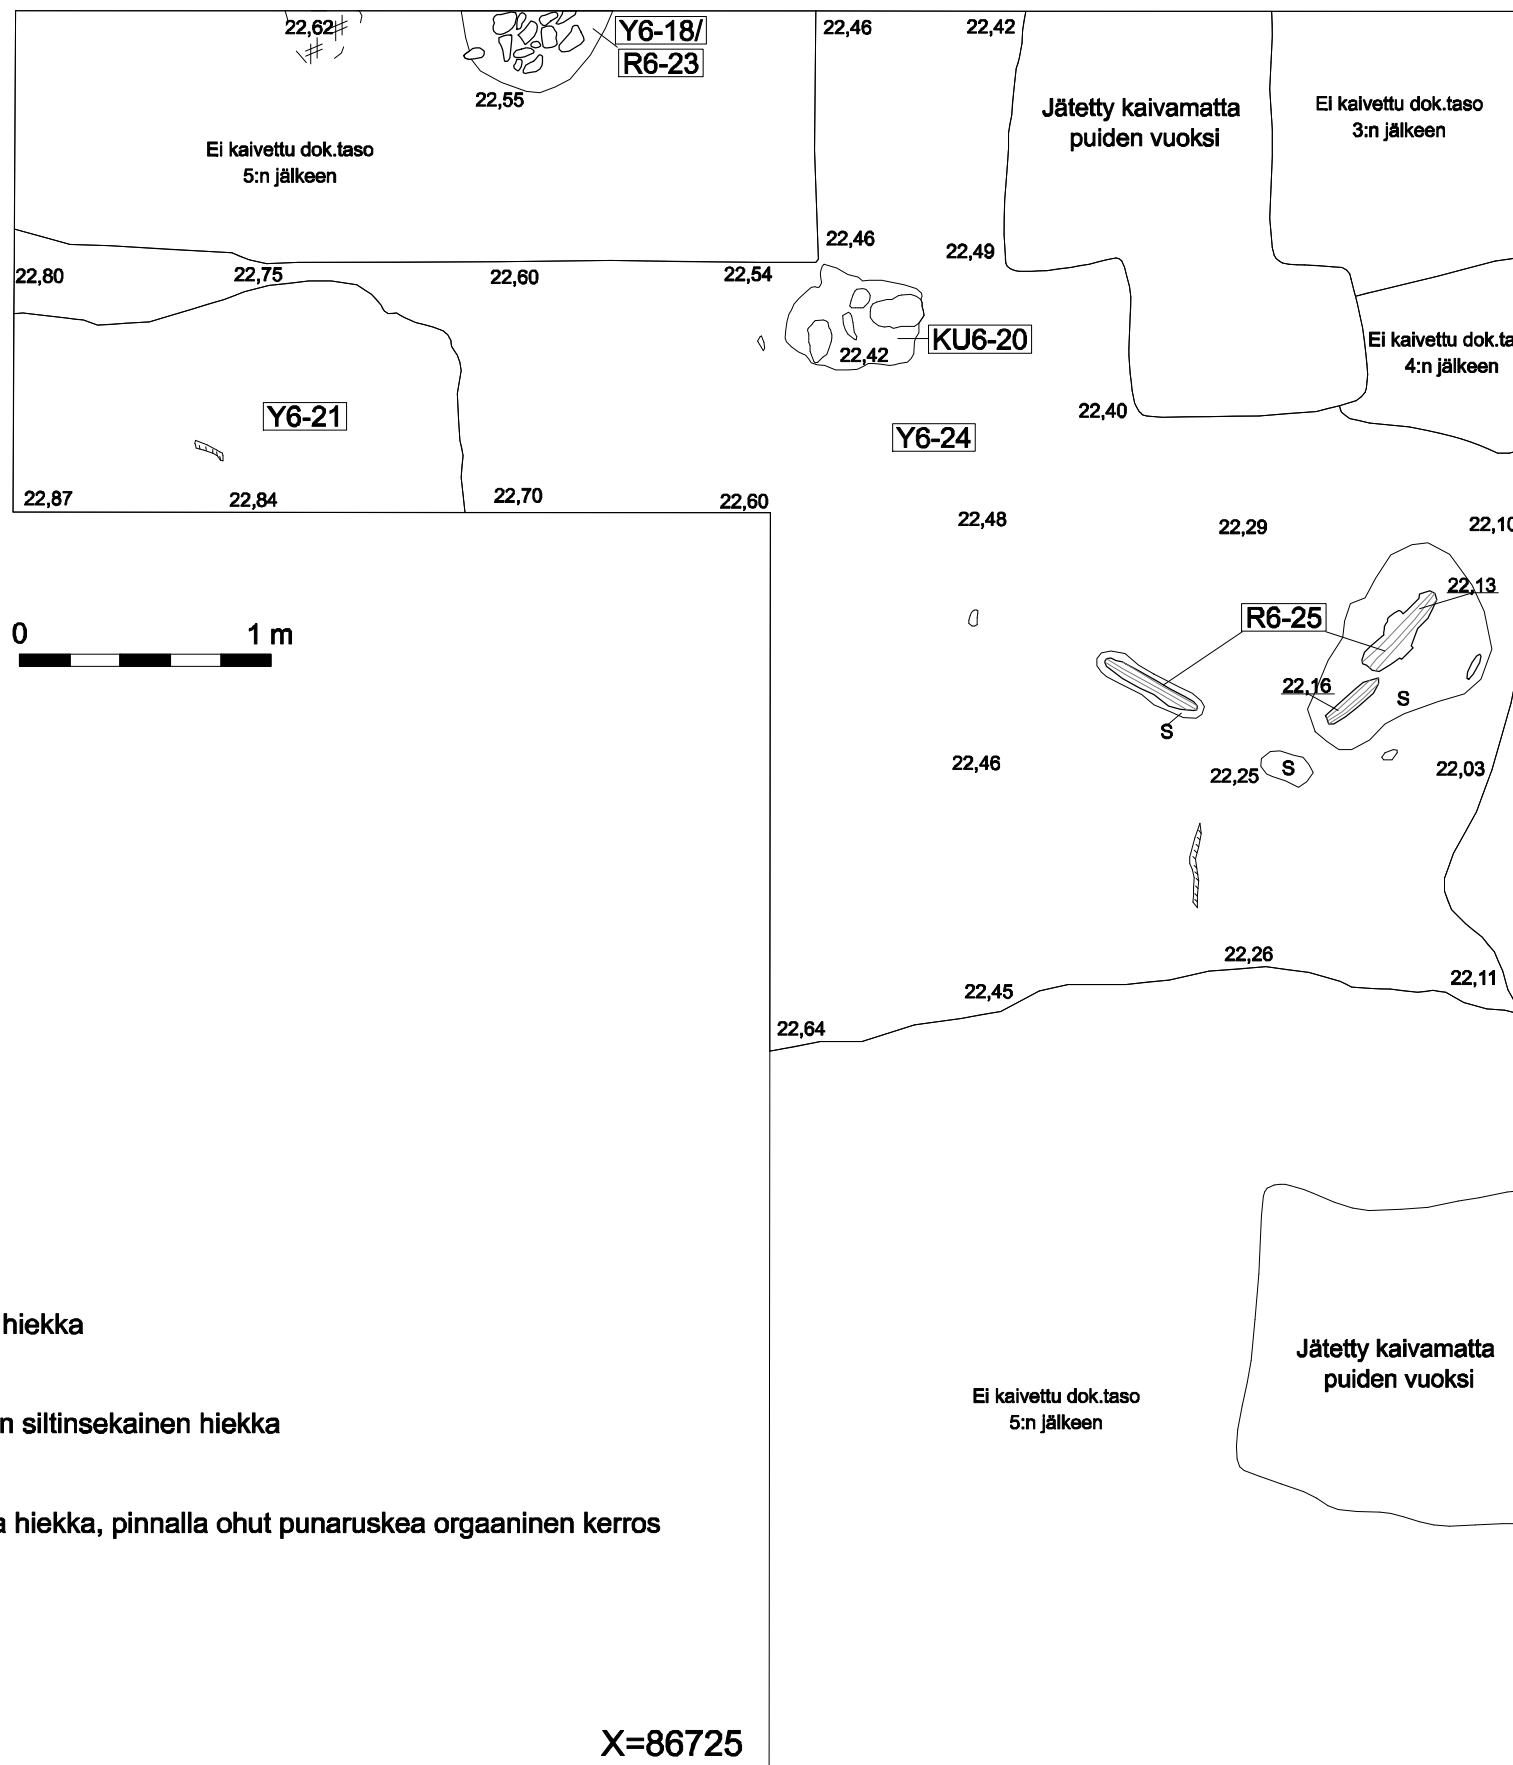 22,62
Y6-18/
R6-23
22,46
22,42
22,55
Jätetty kaivamatta
puiden vuoksi
Ei kaivettu dok.taso
3:n jälkeen
Ei kaivettu dok.taso
5:n jälkeen
22,46
22,49
22,80
22,75
22,60
22,54
KU6-20
22,42
Ei kaivettu dok.ta
4:n jälkeen
Y6-21
22,40
Y6-24
22,87
22,84
22,70
22,60
22,48
22,29
22,10
22,13
R6-25
0
1 m
22,16
S
S
22,46
22,25
S
22,03
22,26
22,11
22,45
22,64
hiekka
Jätetty kaivamatta
puiden vuoksi
Ei kaivettu dok.taso
5:n jälkeen
n siltinsekainen hiekka
a hiekka, pinnalla ohut punaruskea orgaaninen kerros
X=86725